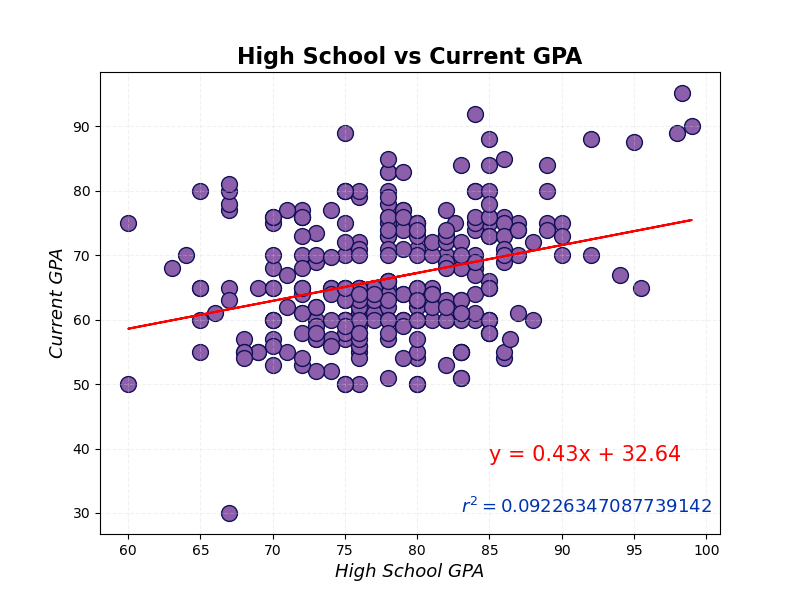 High School vs Current GPA
Current GPA
90
80
70
60
50
40
30
y = 0.43x + 32.64
r² = 0.09226347087739142
60 65 70 75 80 85 90 95 100
High School GPA